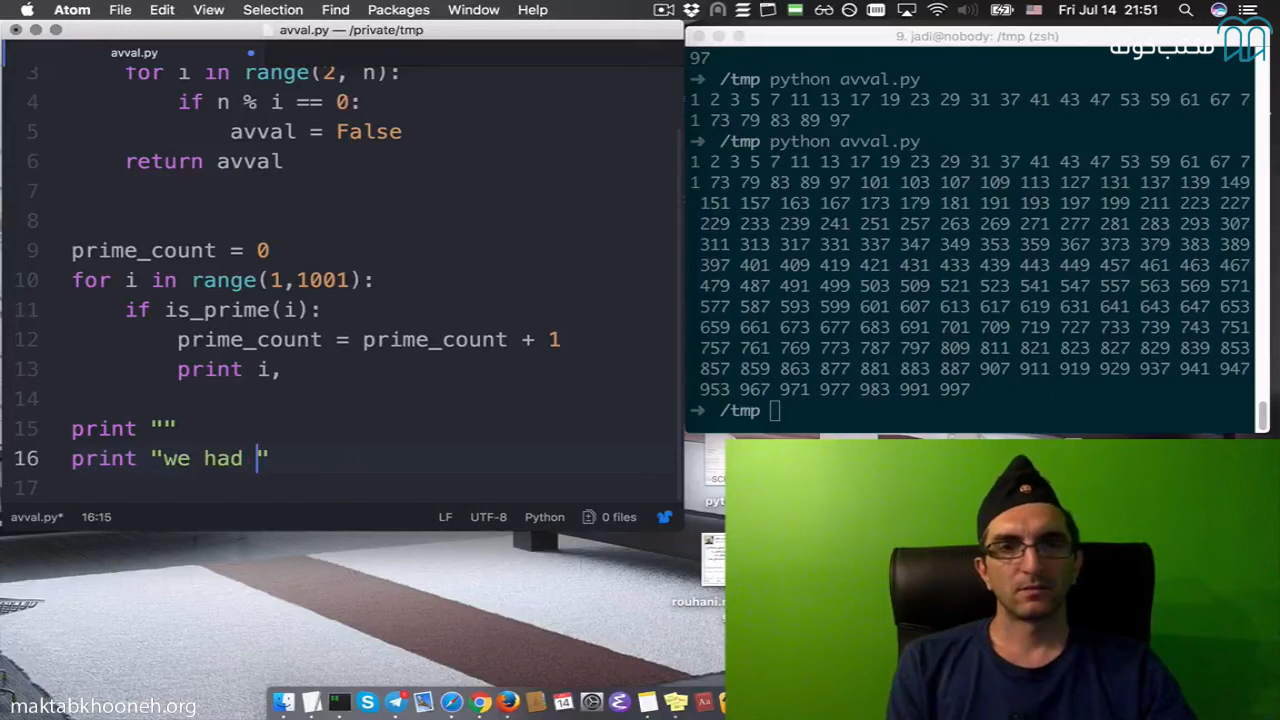 Atom File Edit View Selection Find Packages Window Help Fri Jul 14 21:51
avval.py — /private/tmp
avval.py
3 for i in range(2, n):
4 if n % i == 0:
5 avval = False
6 return avval
7
8
9 prime_count = 0
10 for i in range(1,1001):
11 if is_prime(i):
12 prime_count = prime_count + 1
13 print i,
14
15 print ""
16 print "we had "
17
avval.py* 16:15 LF UTF-8 Python 0 files
9. jadi@nobody: /tmp (zsh)
مکتب‌خونه
97
→ /tmp python avval.py
1 2 3 5 7 11 13 17 19 23 29 31 37 41 43 47 53 59 61 67 7
1 73 79 83 89 97
→ /tmp python avval.py
1 2 3 5 7 11 13 17 19 23 29 31 37 41 43 47 53 59 61 67 7
1 73 79 83 89 97 101 103 107 109 113 127 131 137 139 149
151 157 163 167 173 179 181 191 193 197 199 211 223 227
229 233 239 241 251 257 263 269 271 277 281 283 293 307
311 313 317 331 337 347 349 353 359 367 373 379 383 389
397 401 409 419 421 431 433 439 443 449 457 461 463 467
479 487 491 499 503 509 521 523 541 547 557 563 569 571
577 587 593 599 601 607 613 617 619 631 641 643 647 653
659 661 673 677 683 691 701 709 719 727 733 739 743 751
757 761 769 773 787 797 809 811 821 823 827 829 839 853
857 859 863 877 881 883 887 907 911 919 929 937 941 947
953 967 971 977 983 991 997
→ /tmp
pyt
rouhani.
14
maktabkhooneh.org